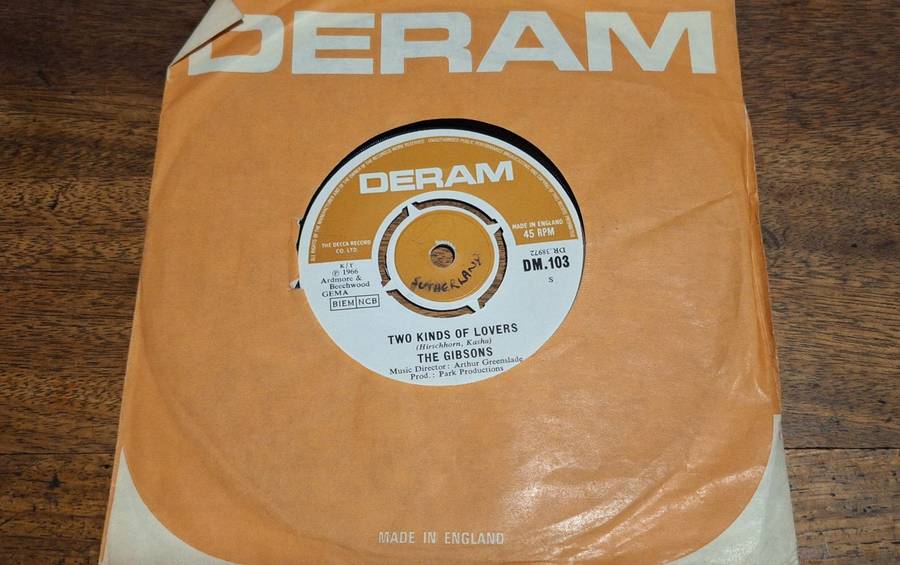 DERAM
DERAM
THE DECCA RECORD
CO. LTD.
MADE IN ENGLAND
45 RPM
K/T
℗ 1966
Ardmore &
Beechwood
GEMA
BIEM NCB
DR.38972
DM.103
S
SUTHERLAND
TWO KINDS OF LOVERS
(Hirschhorn, Kasha)
THE GIBSONS
Music Director: Arthur Greenslade
Prod.: Park Productions
MADE IN ENGLAND